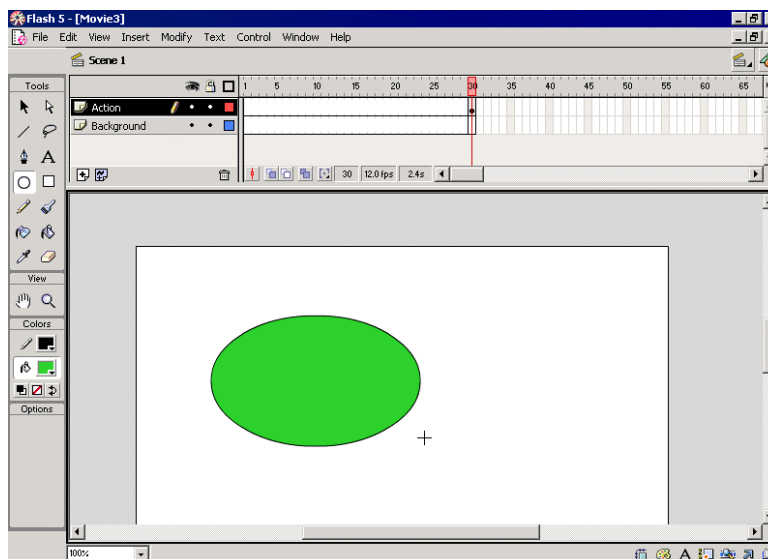 Flash 5 - [Movie3]
File Edit View Insert Modify Text Control Window Help
Scene 1
Tools
1 5 10 15 20 25 30 35 40 45 50 55 60 65
Action
Background
30 12.0 fps 2.4s
A
View
Colors
Options
100%
A